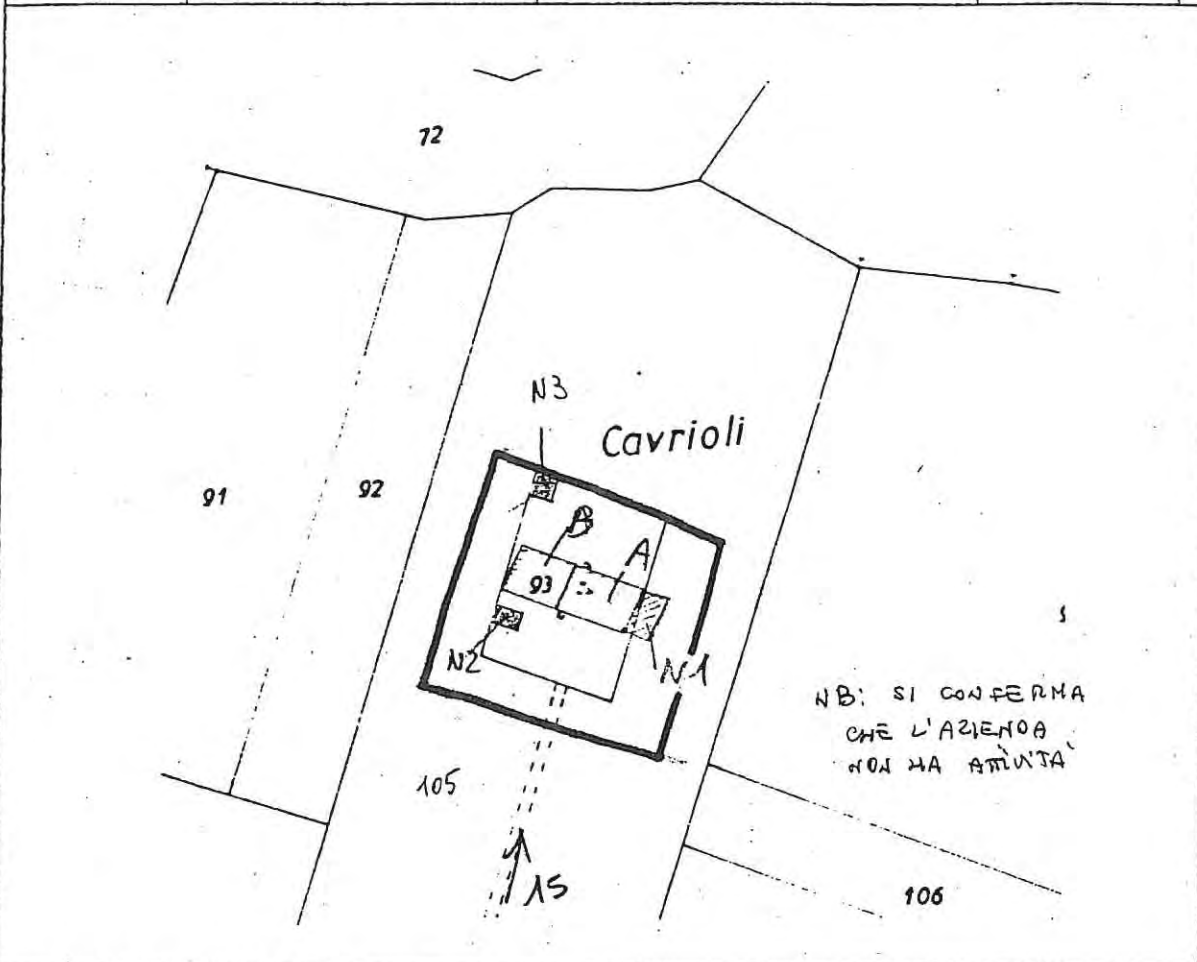 72
N3
Cavrioli
91
92
B
A
93
N2
N1
NB: SI CONFERMA
CHE L'AZIENDA
NON HA ATTIVITA'
105
15
106